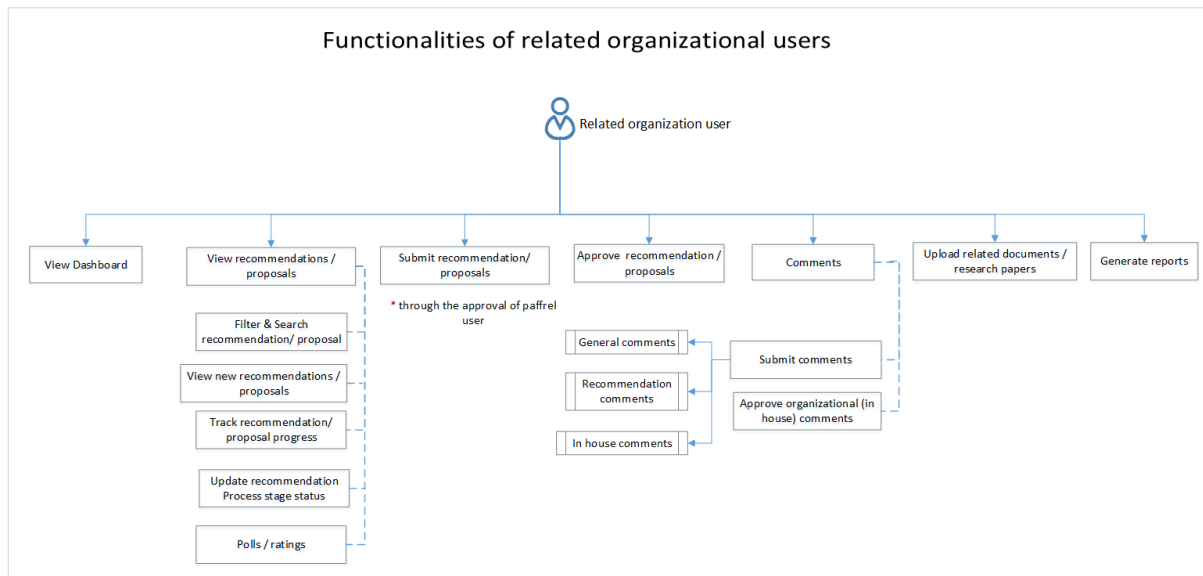 Functionalities of related organizational users
Related organization user
View Dashboard
View recommendations /
proposals
Submit recommendation/
proposals
Approve recommendation /
proposals
Comments
Upload related documents /
research papers
Generate reports
* through the approval of paffrel
user
Filter & Search
recommendation/ proposal
View new recommendations /
proposals
Track recommendation/
proposal progress
Update recommendation
Process stage status
Polls / ratings
General comments
Recommendation
comments
In house comments
Submit comments
Approve organizational (in
house) comments